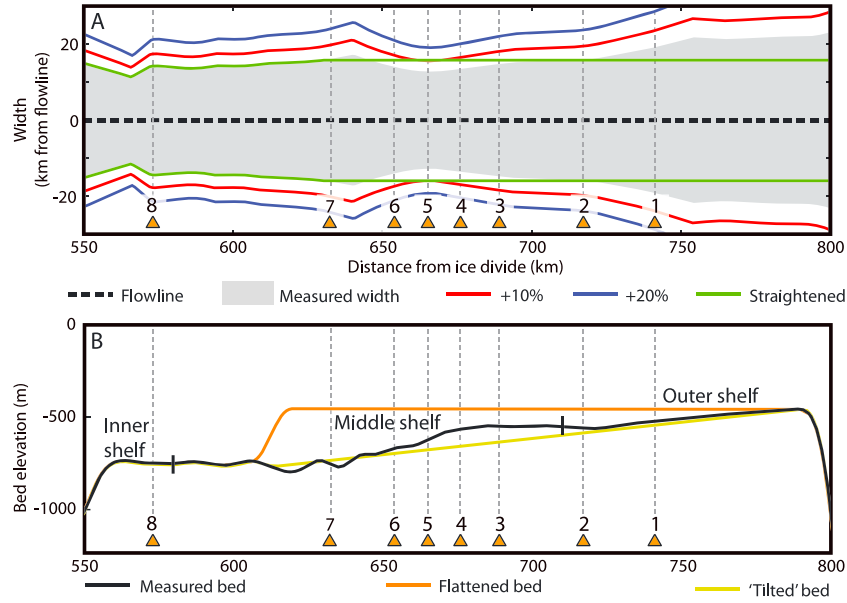 A
20
0
-20
Width
(km from flowline)
8 7 6 5 4 3 2 1
550 600 650 700 750 800
Distance from ice divide (km)
Flowline Measured width +10% +20% Straightened
B
0
-500
-1000
Bed elevation (m)
Inner
shelf
Middle shelf
Outer shelf
8 7 6 5 4 3 2 1
550 600 650 700 750 800
Measured bed Flattened bed 'Tilted' bed